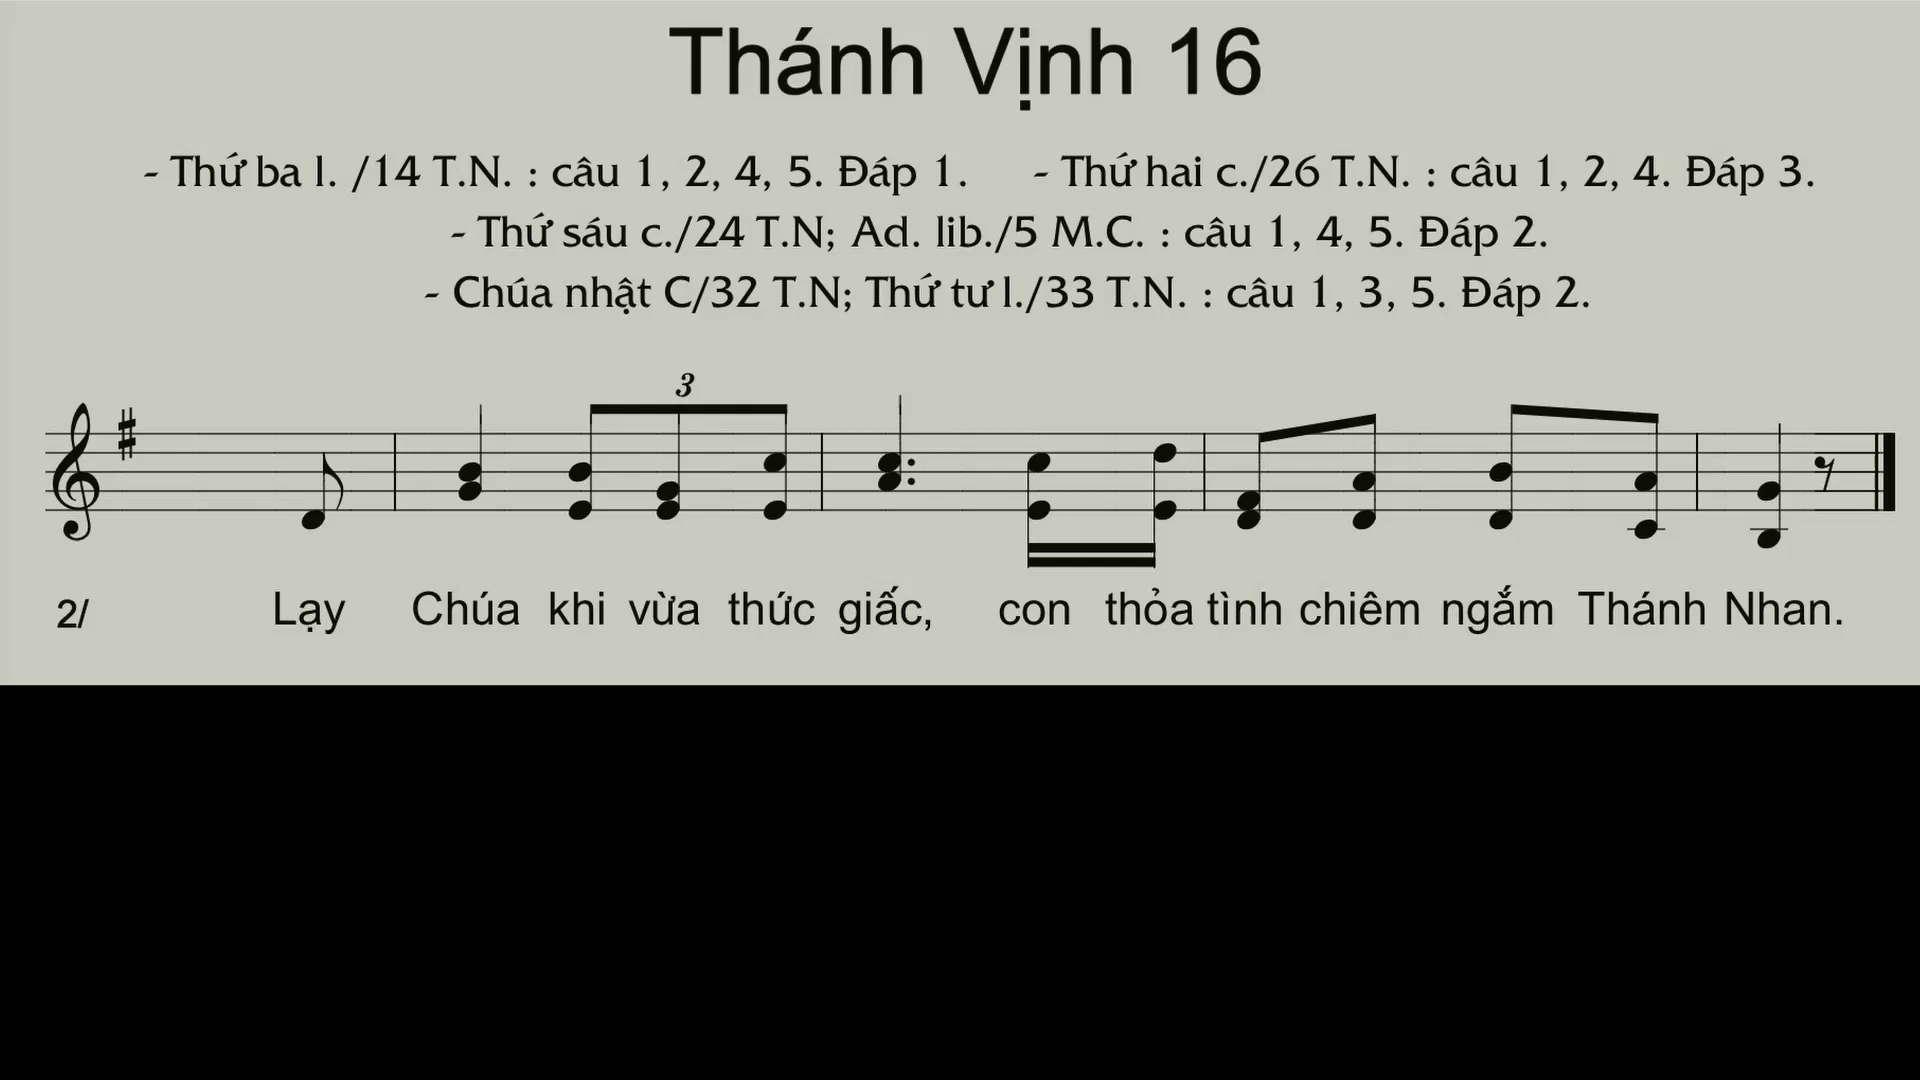 Thánh Vịnh 16
- Thứ ba l. /14 T.N. : câu 1, 2, 4, 5. Đáp 1. - Thứ hai c./26 T.N. : câu 1, 2, 4. Đáp 3.
- Thứ sáu c./24 T.N; Ad. lib./5 M.C. : câu 1, 4, 5. Đáp 2.
- Chúa nhật C/32 T.N; Thứ tư l./33 T.N. : câu 1, 3, 5. Đáp 2.
3
2/ Lạy Chúa khi vừa thức giấc, con thỏa tình chiêm ngắm Thánh Nhan.